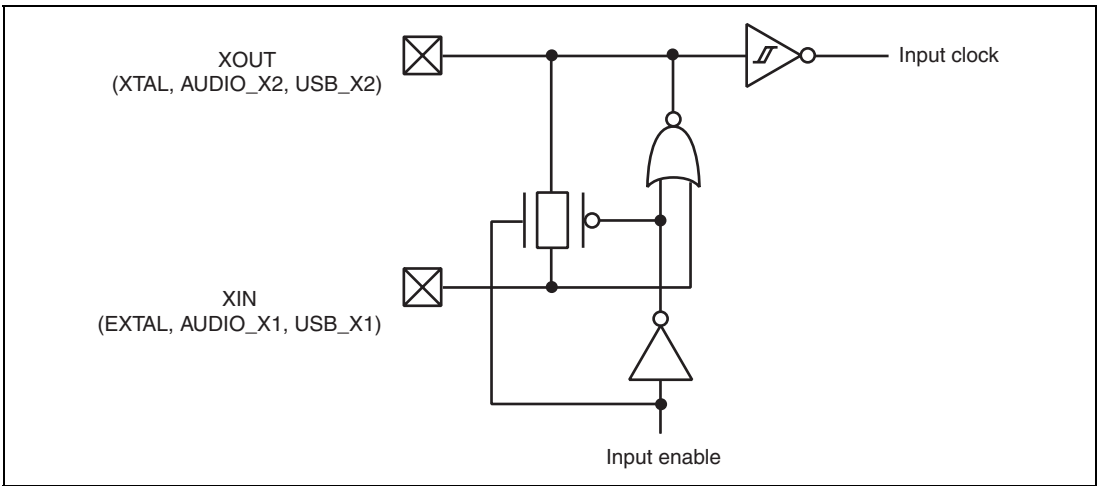 XOUT
(XTAL, AUDIO_X2, USB_X2)
Input clock
XIN
(EXTAL, AUDIO_X1, USB_X1)
Input enable